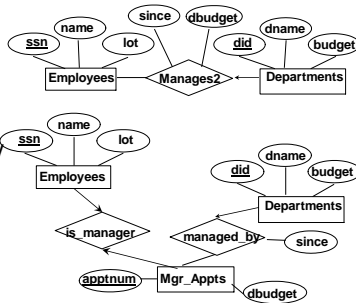 since dbudget
name dname
ssn lot did budget
Employees Manages2 Departments
name
ssn lot
dname
did budget
Employees
Departments
is_manager managed_by
since
apptnum Mgr_Appts
dbudget